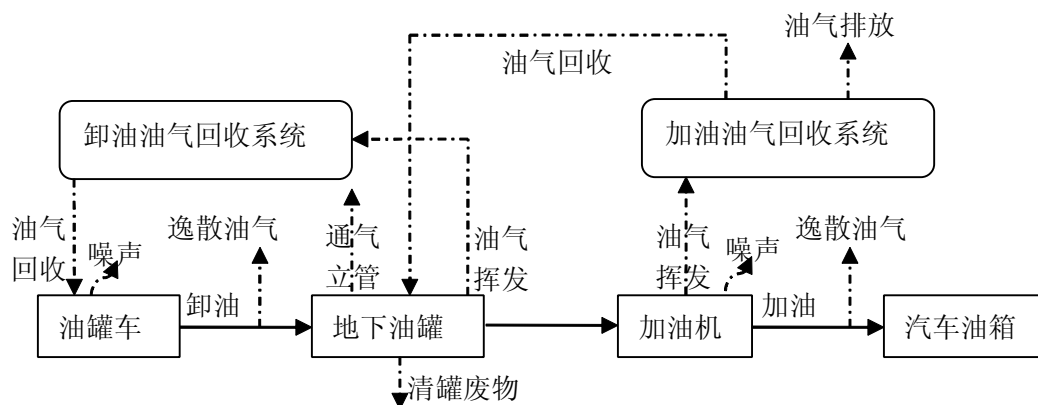 油气排放
油气回收
卸油油气回收系统
加油油气回收系统
油气
回收
噪声
逸散油气
通气
立管
油气
挥发
油气
挥发
噪声
逸散油气
油罐车
卸油
地下油罐
加油机
加油
汽车油箱
清罐废物